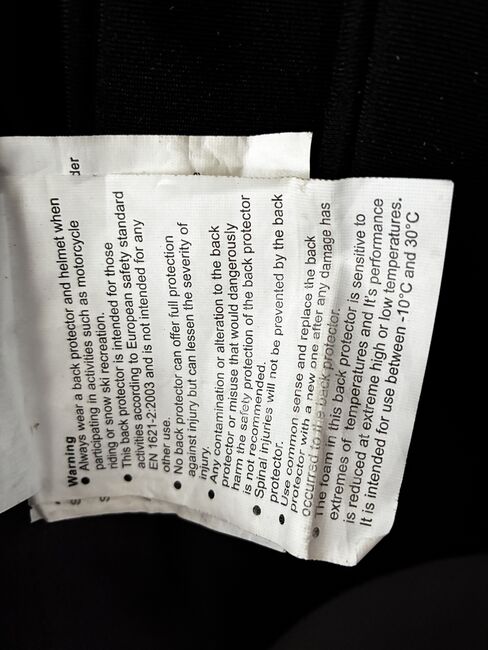 Warning
● Always wear a back protector and helmet when
participating in activities such as motorcycle
riding or snow ski recreation.
● This back protector is intended for those
activities according to European safety standard
EN 1621-2:2003 and is not intended for any
other use.
● No back protector can offer full protection
against injury but can lessen the severity of
injury.
● Any contamination or alteration to the back
protector or misuse that would dangerously
harm the safety protection of the back protector
is not recommended.
● Spinal injuries will not be prevented by the back
protector.
● Use common sense and replace the back
protector with a new one after any damage has
occurred to the back protector.
● The foam in this back protector is sensitive to
extremes of temperatures and It's performance
is reduced at extreme high or low temperatures.
It is intended for use between -10°C and 30°C
der